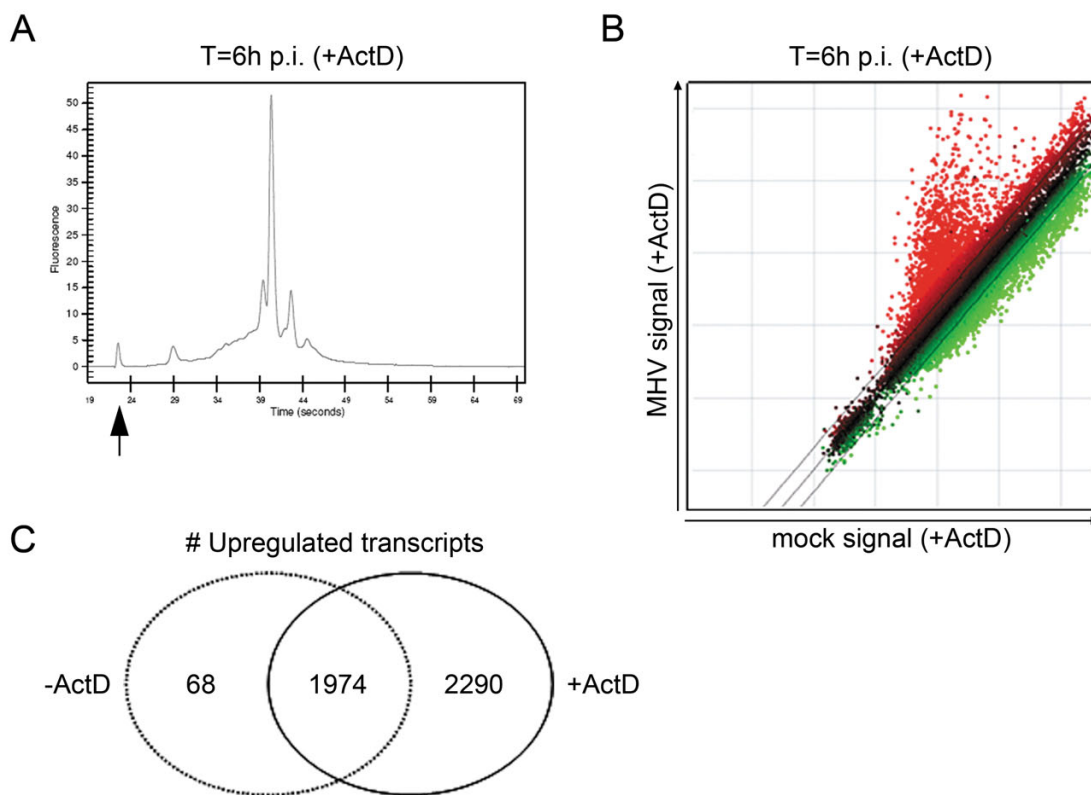 A
T=6h p.i. (+ActD)
50
45
40
35
30
25
20
15
10
5
0
Fluorescence
19 24 29 34 39 44 49 54 59 64 69
Time (seconds)
B
T=6h p.i. (+ActD)
MHV signal (+ActD)
mock signal (+ActD)
C
# Upregulated transcripts
-ActD 68 1974 2290 +ActD